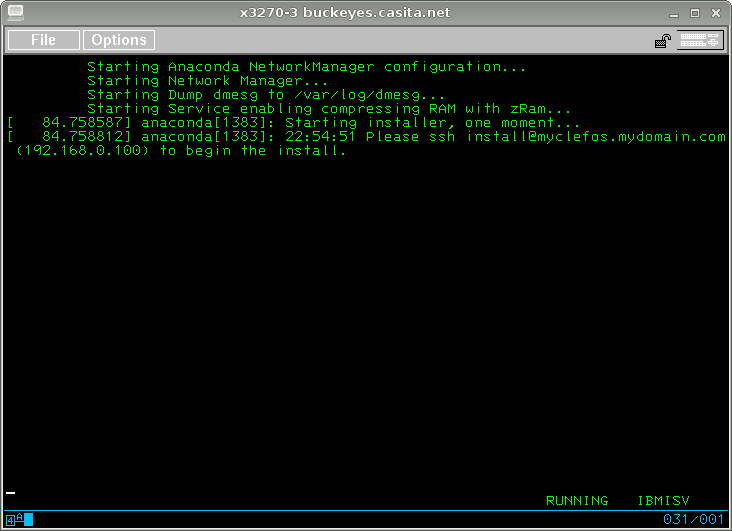 x3270-3 buckeyes.casita.net
File Options
Starting Anaconda NetworkManager configuration...
Starting Network Manager...
Starting Dump dmesg to /var/log/dmesg...
Starting Service enabling compressing RAM with zRam...
[   84.758587] anaconda[1383]: Starting installer, one moment...
[   84.758812] anaconda[1383]: 22:54:51 Please ssh install@myclefos.mydomain.com
(192.168.0.100) to begin the install.
RUNNING   IBMISV
4A 031/001